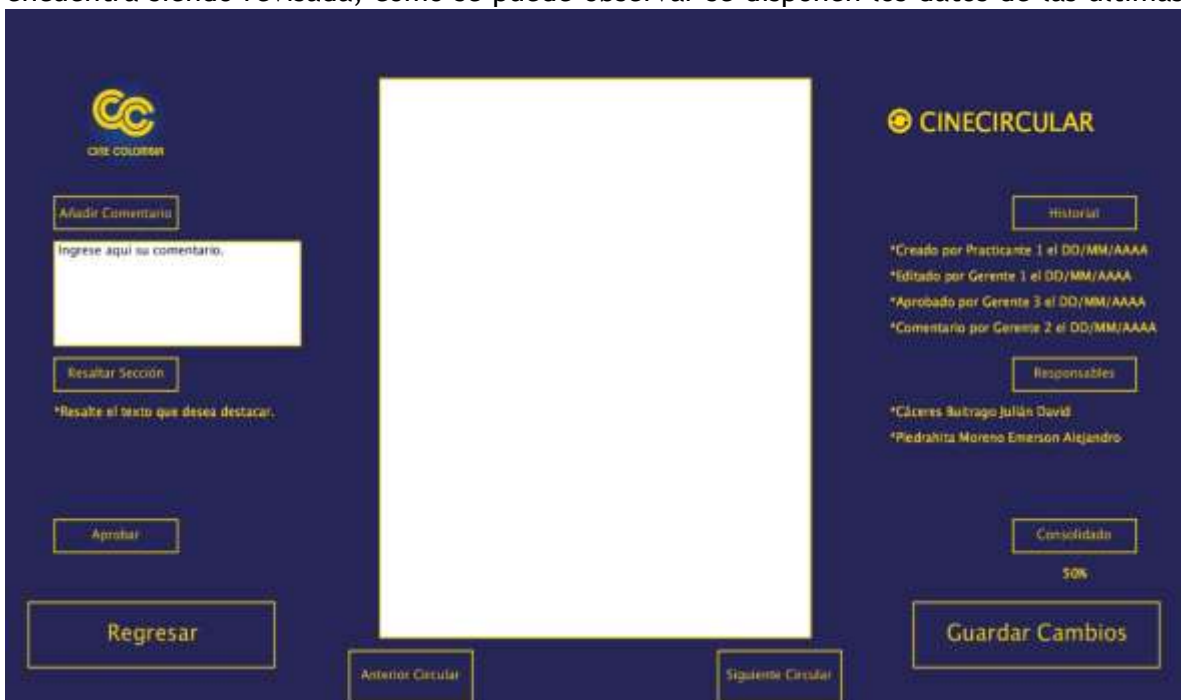 encuentra siendo revisada, como se puede observar se disponen los datos de las últimas
CINE COLOMBIA
CINECIRCULAR
Añadir Comentario
Ingrese aquí su comentario.
Resaltar Sección
*Resalte el texto que desea destacar.
Aprobar
Regresar
Anterior Circular
Siguiente Circular
Historial
*Creado por Practicante 1 el DD/MM/AAAA
*Editado por Gerente 1 el DD/MM/AAAA
*Aprobado por Gerente 3 el DD/MM/AAAA
*Comentario por Gerente 2 el DD/MM/AAAA
Responsables
*Cáceres Buitrago Julián David
*Piedrahita Moreno Emerson Alejandro
Consolidado
50%
Guardar Cambios